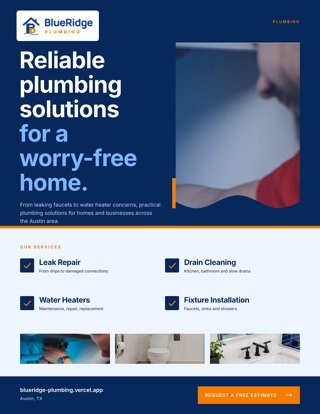 BlueRidge
PLUMBING
PLUMBING
Reliable
plumbing
solutions
for a
worry-free
home.
From leaking faucets to water heater concerns, practical
plumbing solutions for homes and businesses across
the Austin area.
OUR SERVICES
Leak Repair
From drips to damaged connections
Drain Cleaning
Kitchen, bathroom and slow drains
Water Heaters
Maintenance, repair, replacement
Fixture Installation
Faucets, sinks and showers
blueridge-plumbing.vercel.app
Austin, TX
REQUEST A FREE ESTIMATE →